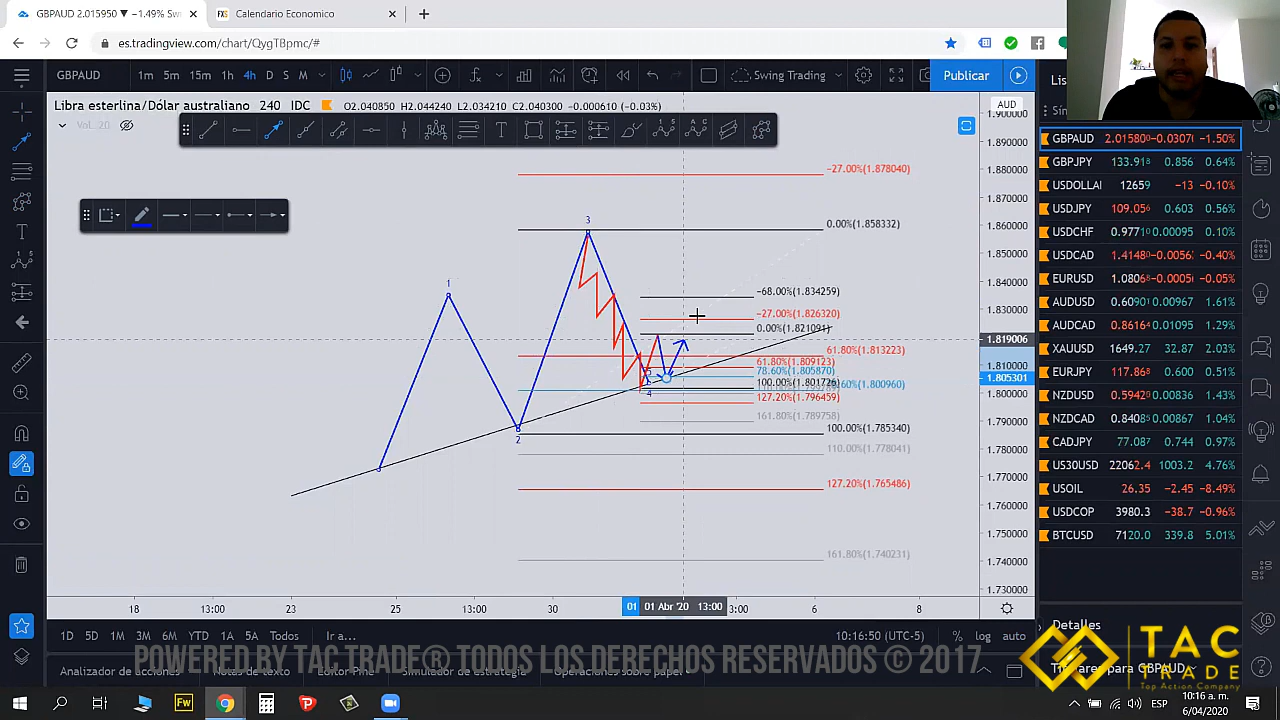 GBPAUD 2.015950 ▼ −1.49% Swin
Calendario Economico
es.tradingview.com/chart/QygTBpmc/#
GBPAUD 1m 5m 15m 1h 4h D S M Swing Trading Publicar
Libra esterlina/Dólar australiano 240 IDC O2.040850 H2.044240 L2.034210 C2.040300 −0.000610 (−0.03%)
Vol. 20
AUD
1.900000
1.890000
1.880000
1.870000
1.860000
1.850000
1.840000
1.830000
1.819006
1.810000
1.805301
1.800000
1.790000
1.780000
1.770000
1.760000
1.750000
1.740000
1.730000
−27.00%(1.878040)
0.00%(1.858332)
−68.00%(1.834259)
−27.00%(1.826320)
0.00%(1.821091)
61.80%(1.813223)
61.80%(1.809123)
78.60%(1.805870)
100.00%(1.801726)
127.20%(1.796459)
161.80%(1.789758)
100.00%(1.785340)
110.00%(1.778041)
127.20%(1.765486)
161.80%(1.740231)
1
2
3
4
18 13:00 23 25 13:00 30 01 01 Abr '20 13:00 3:00 6 8
1D 5D 1M 3M 6M YTD 1A 5A Todos Ir a... 10:16:50 (UTC-5) % log auto
POWERED BY TAC TRADE® TODOS LOS DERECHOS RESERVADOS © 2017
Analizador de acciones Notas de texto Editor Pine Simulador de estrategia Operaciones sobre papel
GBPAUD 2.01580 −0.0307 −1.50%
GBPJPY 133.918 0.856 0.64%
USDOLLA 12659 −13 −0.10%
USDJPY 109.056 0.603 0.56%
USDCHF 0.97710 0.00095 0.10%
USDCAD 1.4148 −0.0056 −0.40%
EURUSD 1.0806 −0.0005 −0.05%
AUDUSD 0.6090 0.00967 1.61%
AUDCAD 0.86164 0.01095 1.29%
XAUUSD 1649.27 32.87 2.03%
EURJPY 117.86 0.600 0.51%
NZDUSD 0.5942 0.00836 1.43%
NZDCAD 0.8408 0.00867 1.04%
CADJPY 77.087 0.744 0.97%
US30USD 22062.4 1003.2 4.76%
USOIL 26.35 −2.45 −8.49%
USDCOP 3980.3 −38.7 −0.96%
BTCUSD 7120.0 339.8 5.01%
Detalles
para GBPAUD
TAC
TRADE
Top Action Company
Fw
ESP
10:16 a. m.
6/04/2020